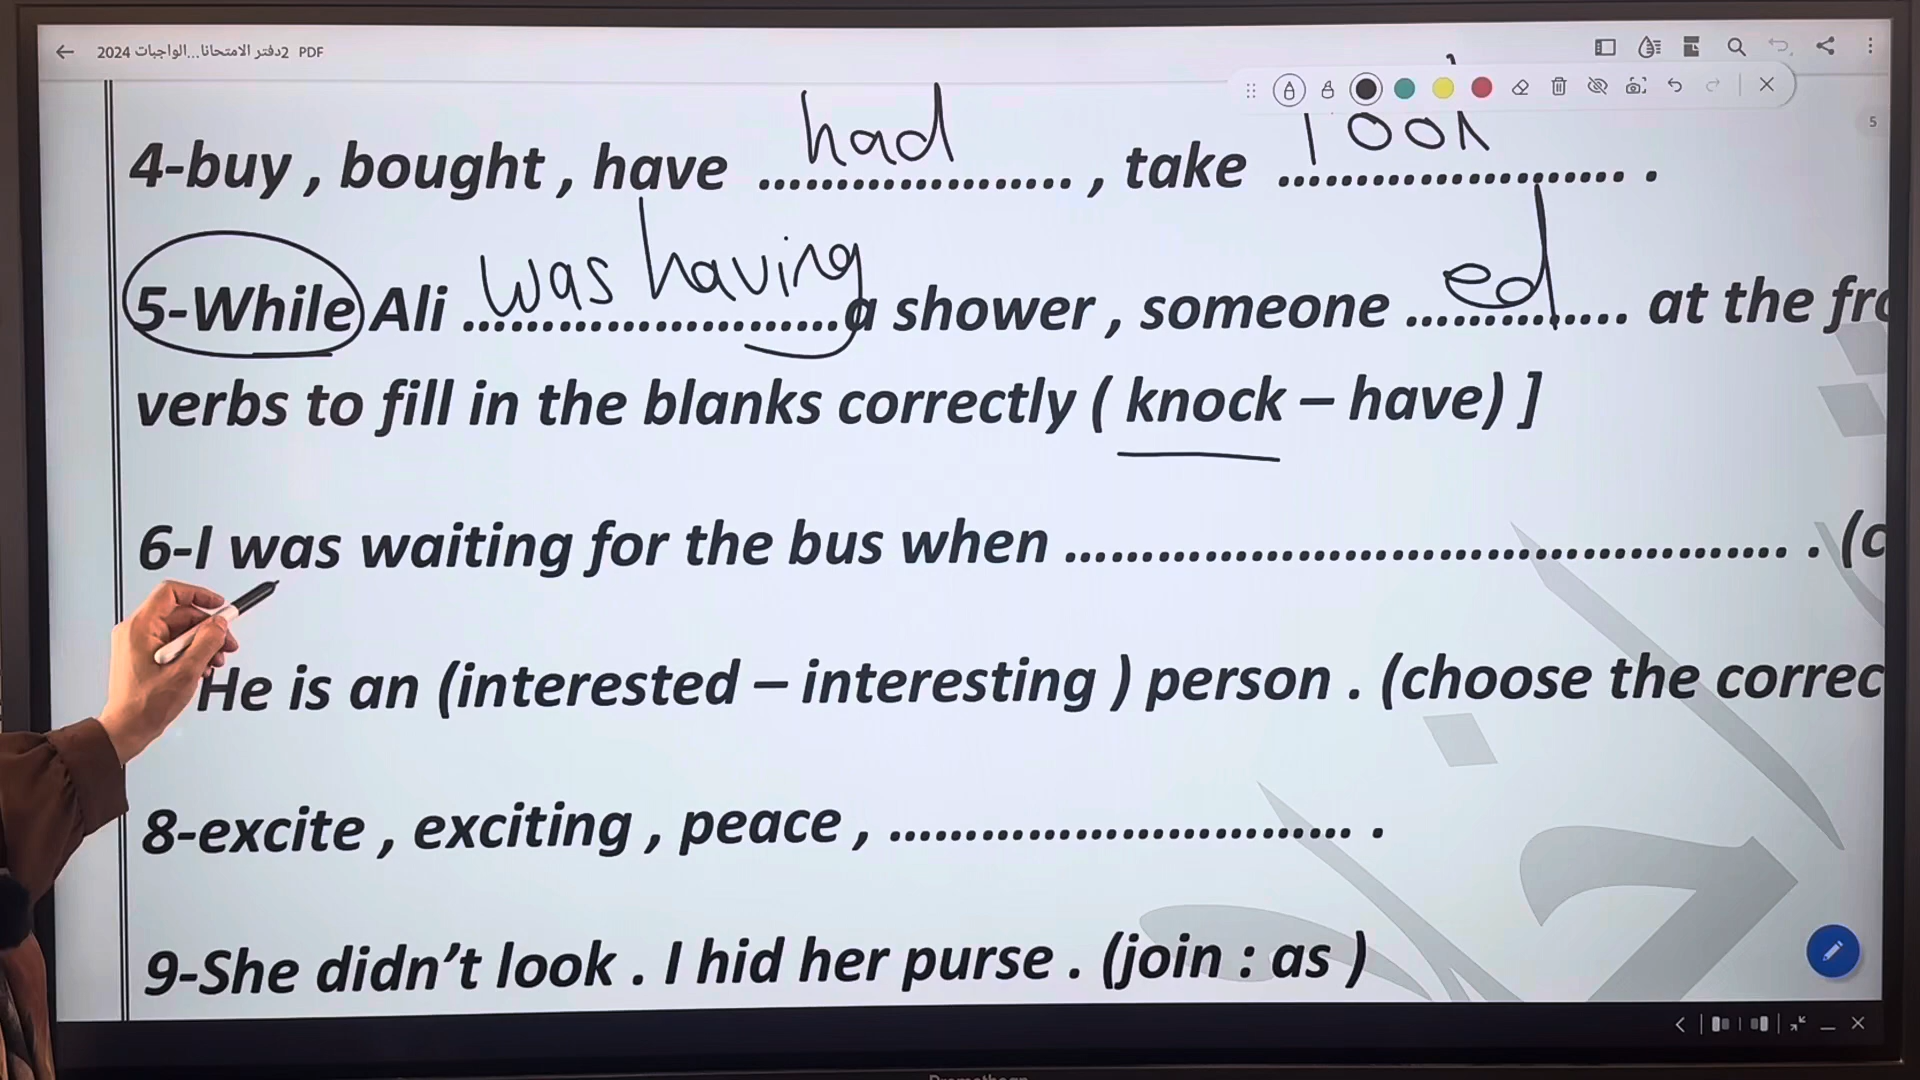 2دفتر الامتحانا...الواجبات 2024 PDF
5
had took
4-buy , bought , have ........................ , take ........................ .
was having ed
5-While Ali ........................a shower , someone ............... at the fro
verbs to fill in the blanks correctly ( knock – have) ]
6-I was waiting for the bus when ................................................ . (c
He is an (interested – interesting ) person . (choose the correc
8-excite , exciting , peace , ................................ .
9-She didn't look . I hid her purse . (join : as )